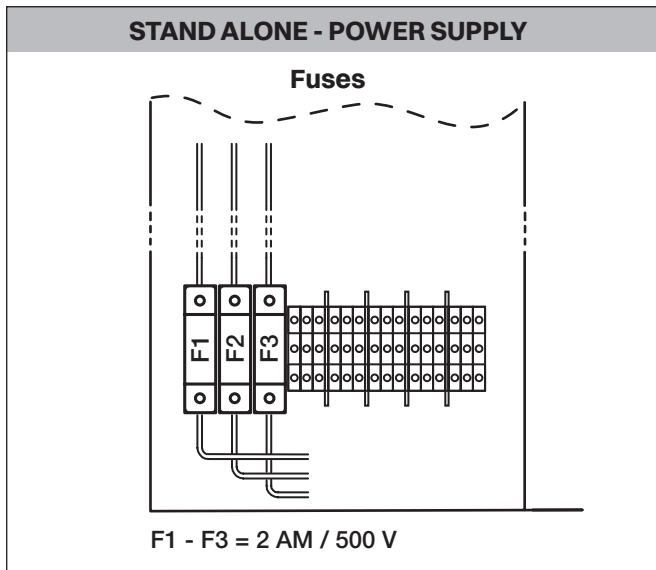 STAND ALONE - POWER SUPPLY
Fuses
F1
F2
F3
F1 - F3 = 2 AM / 500 V